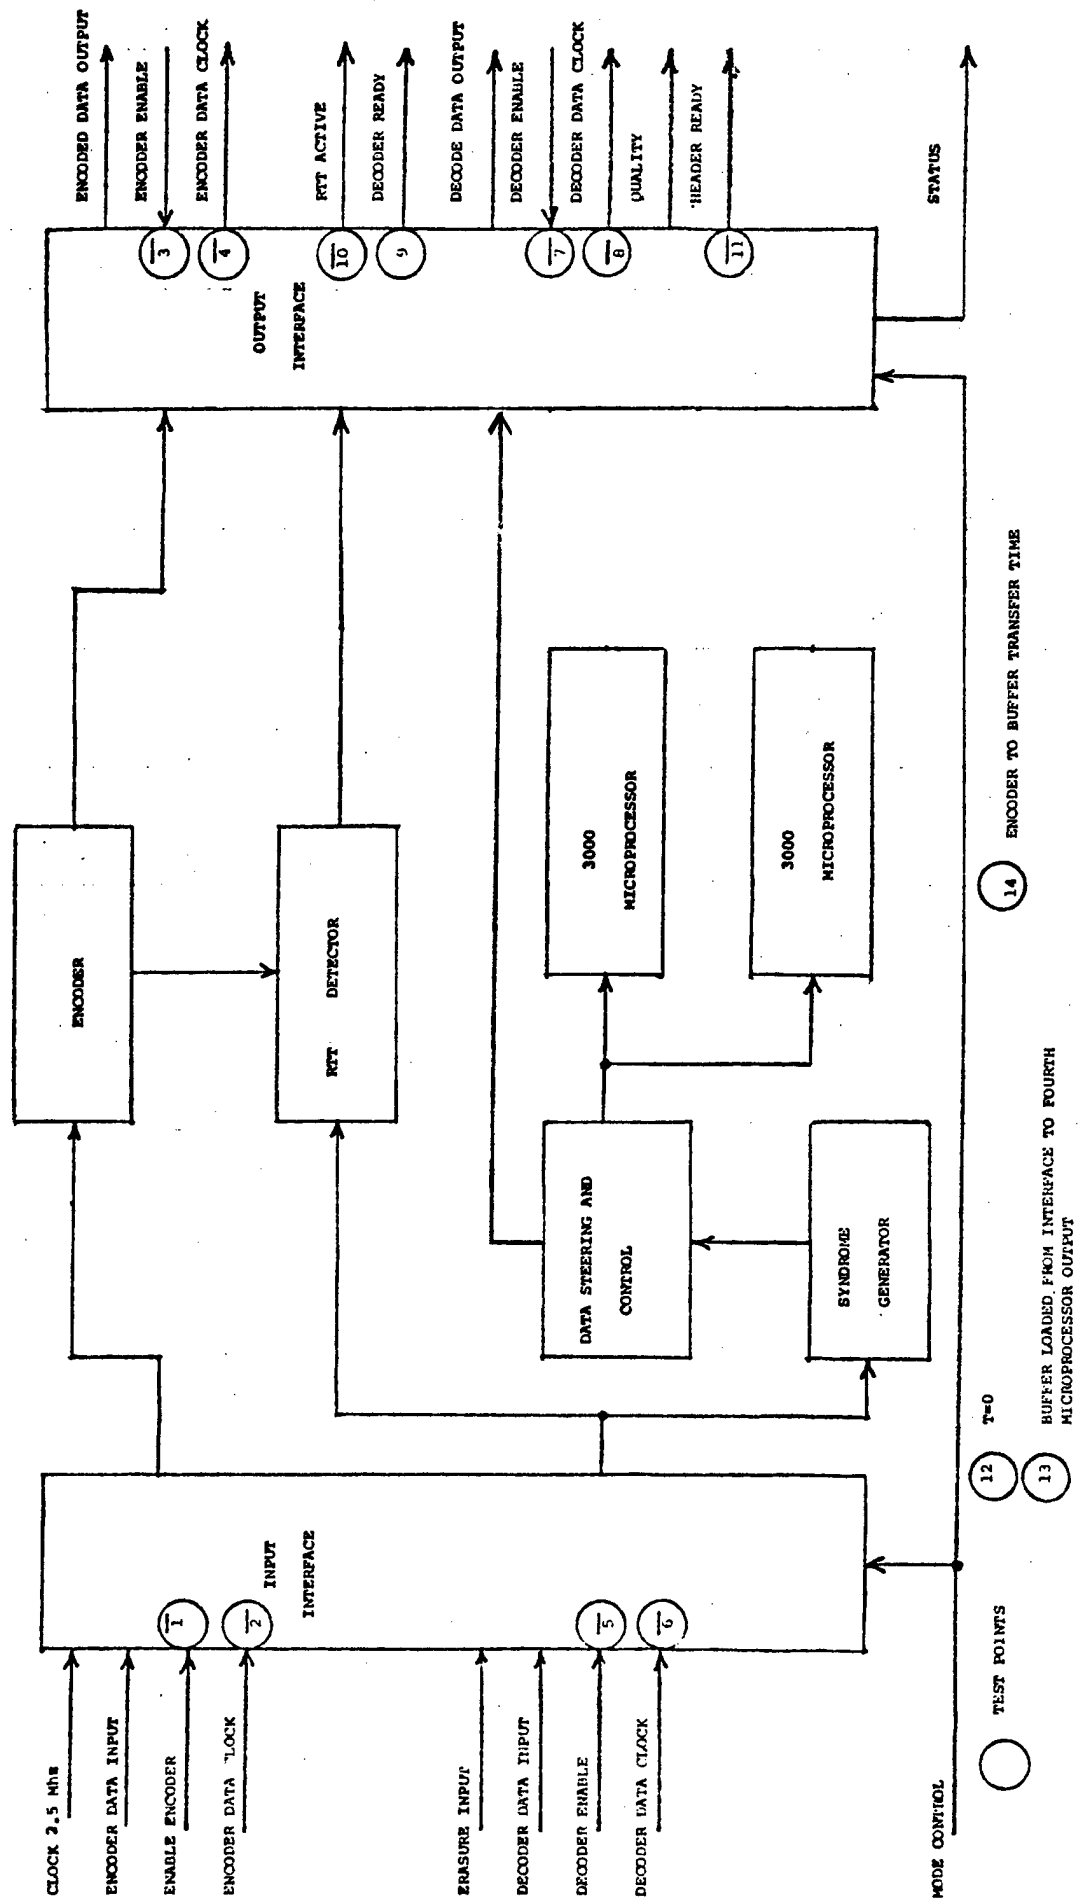 CLOCK 2.5 Mhz
ENCODER DATA INPUT
ENABLE ENCODER
ENCODER DATA CLOCK
ERASURE INPUT
DECODER DATA INPUT
DECODER ENABLE
DECODER DATA CLOCK
MODE CONTROL
INPUT
INTERFACE
1
2
5
6
ENCODER
RTT DETECTOR
DATA STEERING AND
CONTROL
SYNDROME
GENERATOR
3000
MICROPROCESSOR
3000
MICROPROCESSOR
OUTPUT
INTERFACE
3
4
10
9
7
8
11
ENCODED DATA OUTPUT
ENCODER ENABLE
ENCODER DATA CLOCK
RTT ACTIVE
DECODER READY
DECODE DATA OUTPUT
DECODER ENABLE
DECODER DATA CLOCK
QUALITY
HEADER READY
STATUS
TEST POINTS
12 T=0
13 BUFFER LOADED FROM INTERFACE TO FOURTH
MICROPROCESSOR OUTPUT
14 ENCODER TO BUFFER TRANSFER TIME